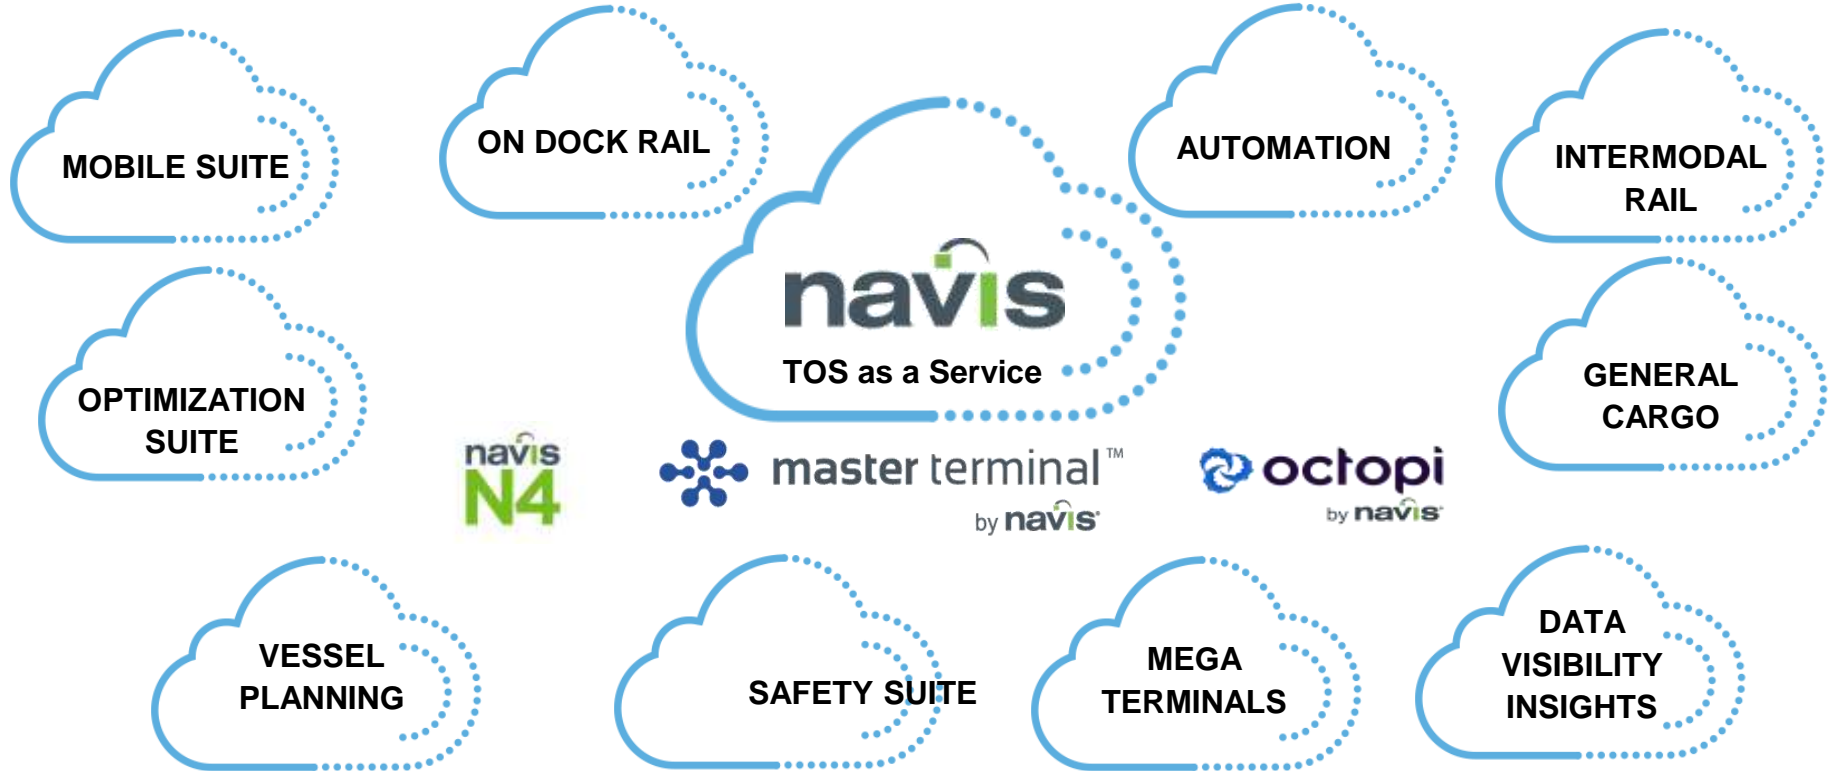 MOBILE SUITE
ON DOCK RAIL
AUTOMATION
INTERMODAL
RAIL
navis
TOS as a Service
OPTIMIZATION
SUITE
GENERAL
CARGO
navis
N4
master terminal™
by navis
octopi
by navis
VESSEL
PLANNING
SAFETY SUITE
MEGA
TERMINALS
DATA
VISIBILITY
INSIGHTS